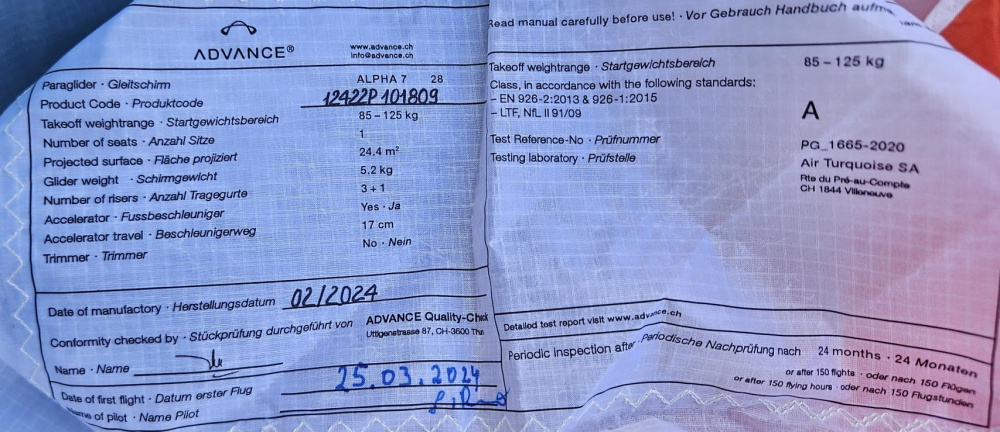 ADVANCE®
www.advance.ch
info@advance.ch
Paraglider · Gleitschirm ALPHA 7 28
Product Code · Produktcode 12422P101809
Takeoff weightrange · Startgewichtsbereich 85 – 125 kg
Number of seats · Anzahl Sitze 1
Projected surface · Fläche projiziert 24.4 m²
Glider weight · Schirmgewicht 5.2 kg
Number of risers · Anzahl Tragegurte 3 + 1
Accelerator · Fussbeschleuniger Yes · Ja
Accelerator travel · Beschleunigerweg 17 cm
Trimmer · Trimmer No · Nein
Date of manufactory · Herstellungsdatum 02/2024
Conformity checked by · Stückprüfung durchgeführt von ADVANCE Quality-Check
Uttigenstrasse 87, CH-3600 Thun
Name · Name
Date of first flight · Datum erster Flug 25.03.2024
of pilot · Name Pilot
Read manual carefully before use! · Vor Gebrauch Handbuch
Takeoff weightrange · Startgewichtsbereich 85 – 125 kg
Class, in accordance with the following standards:
– EN 926-2:2013 & 926-1:2015 A
– LTF, NfL II 91/09
Test Reference-No · Prüfnummer PG_1665-2020
Testing laboratory · Prüfstelle Air Turquoise SA
Rte du Pré-au-Comte
CH 1844 Villeneuve
Detailed test report visit www.advance.ch
Periodic inspection after · Periodische Nachprüfung nach 24 months · 24 Monaten
or after 150 flights · oder nach 150 Flügen
or after 150 flying hours · oder nach 150 Flugstunden